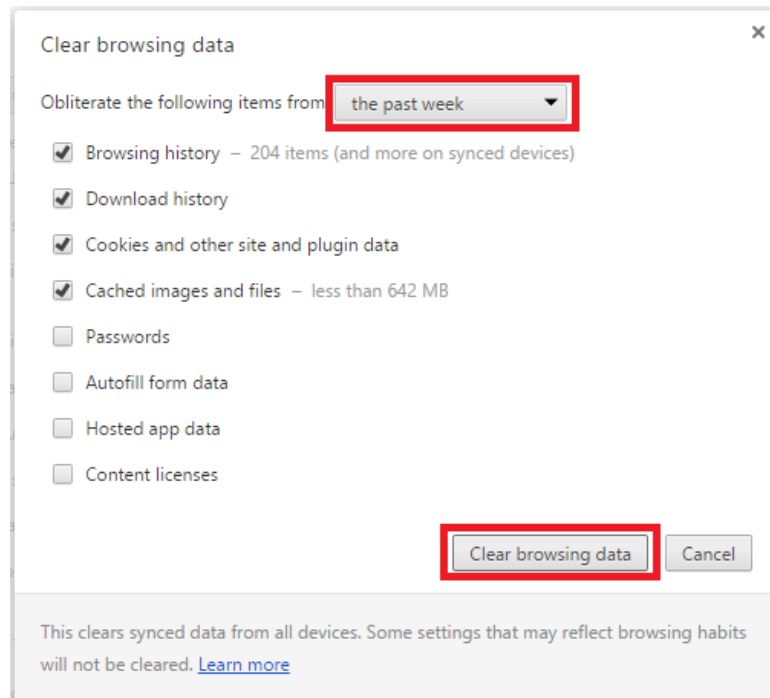 Clear browsing data
Obliterate the following items from the past week
Browsing history – 204 items (and more on synced devices)
Download history
Cookies and other site and plugin data
Cached images and files – less than 642 MB
Passwords
Autofill form data
Hosted app data
Content licenses
Clear browsing data Cancel
This clears synced data from all devices. Some settings that may reflect browsing habits
will not be cleared. Learn more